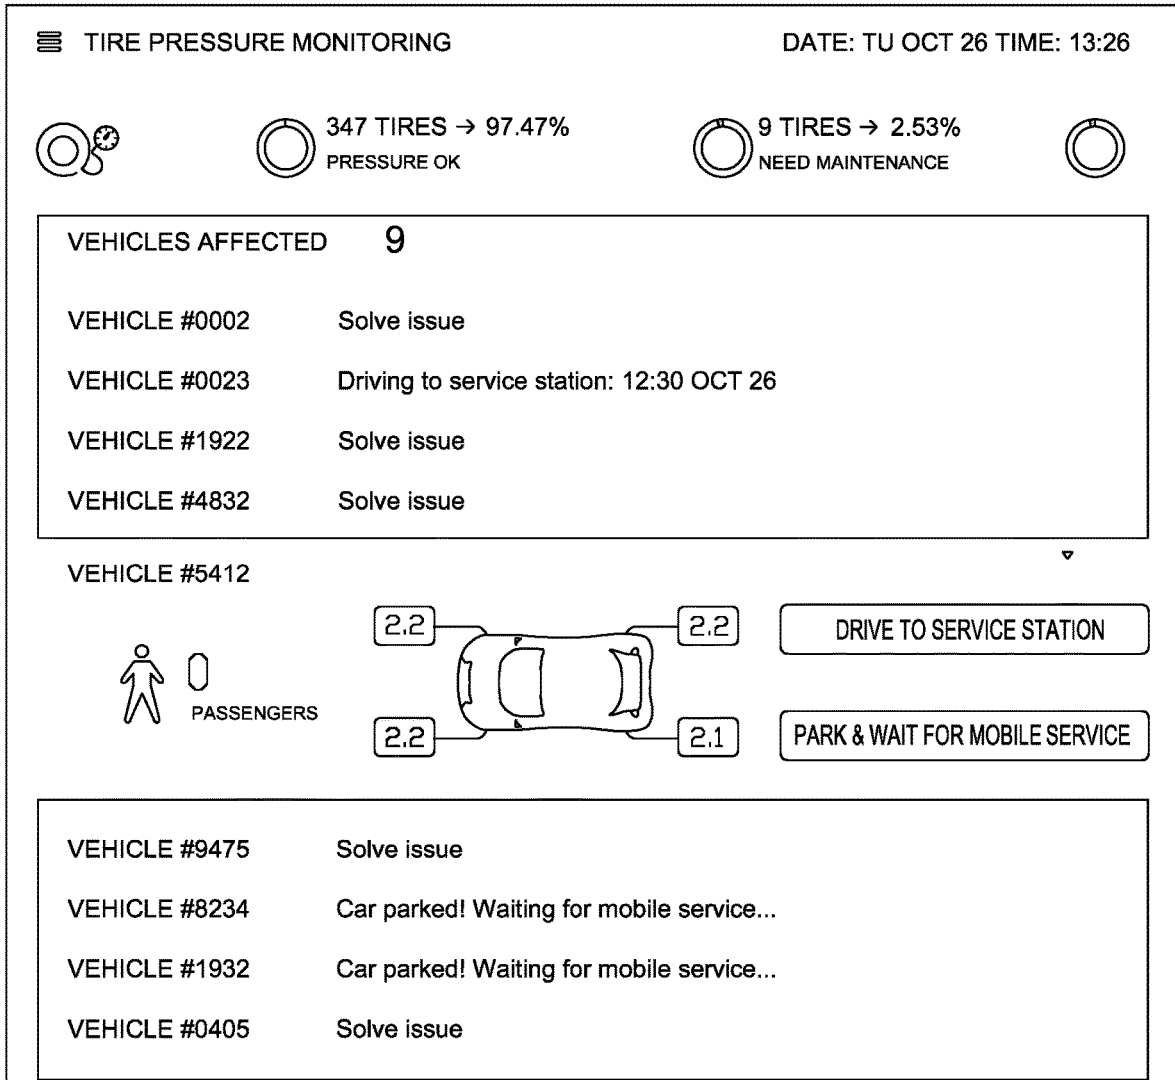 TIRE PRESSURE MONITORING
DATE: TU OCT 26 TIME: 13:26
347 TIRES → 97.47%
PRESSURE OK
9 TIRES → 2.53%
NEED MAINTENANCE
VEHICLES AFFECTED 9
VEHICLE #0002 Solve issue
VEHICLE #0023 Driving to service station: 12:30 OCT 26
VEHICLE #1922 Solve issue
VEHICLE #4832 Solve issue
VEHICLE #5412
0
PASSENGERS
2.2
2.2
2.2
2.1
DRIVE TO SERVICE STATION
PARK & WAIT FOR MOBILE SERVICE
VEHICLE #9475 Solve issue
VEHICLE #8234 Car parked! Waiting for mobile service...
VEHICLE #1932 Car parked! Waiting for mobile service...
VEHICLE #0405 Solve issue